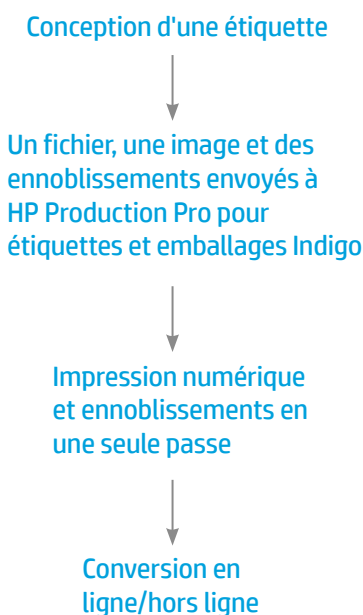 Conception d'une étiquette
Un fichier, une image et des
ennoblissements envoyés à
HP Production Pro pour
étiquettes et emballages Indigo
Impression numérique
et ennoblissements en
une seule passe
Conversion en
ligne/hors ligne